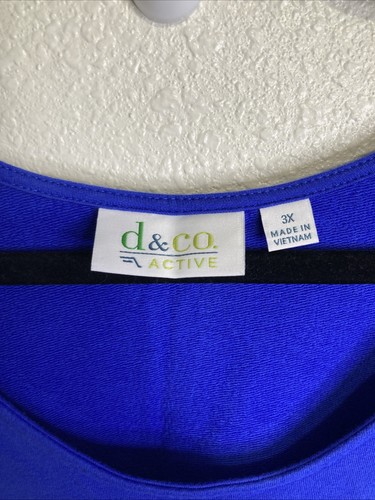 d&co.
ACTIVE
3X
MADE IN
VIETNAM